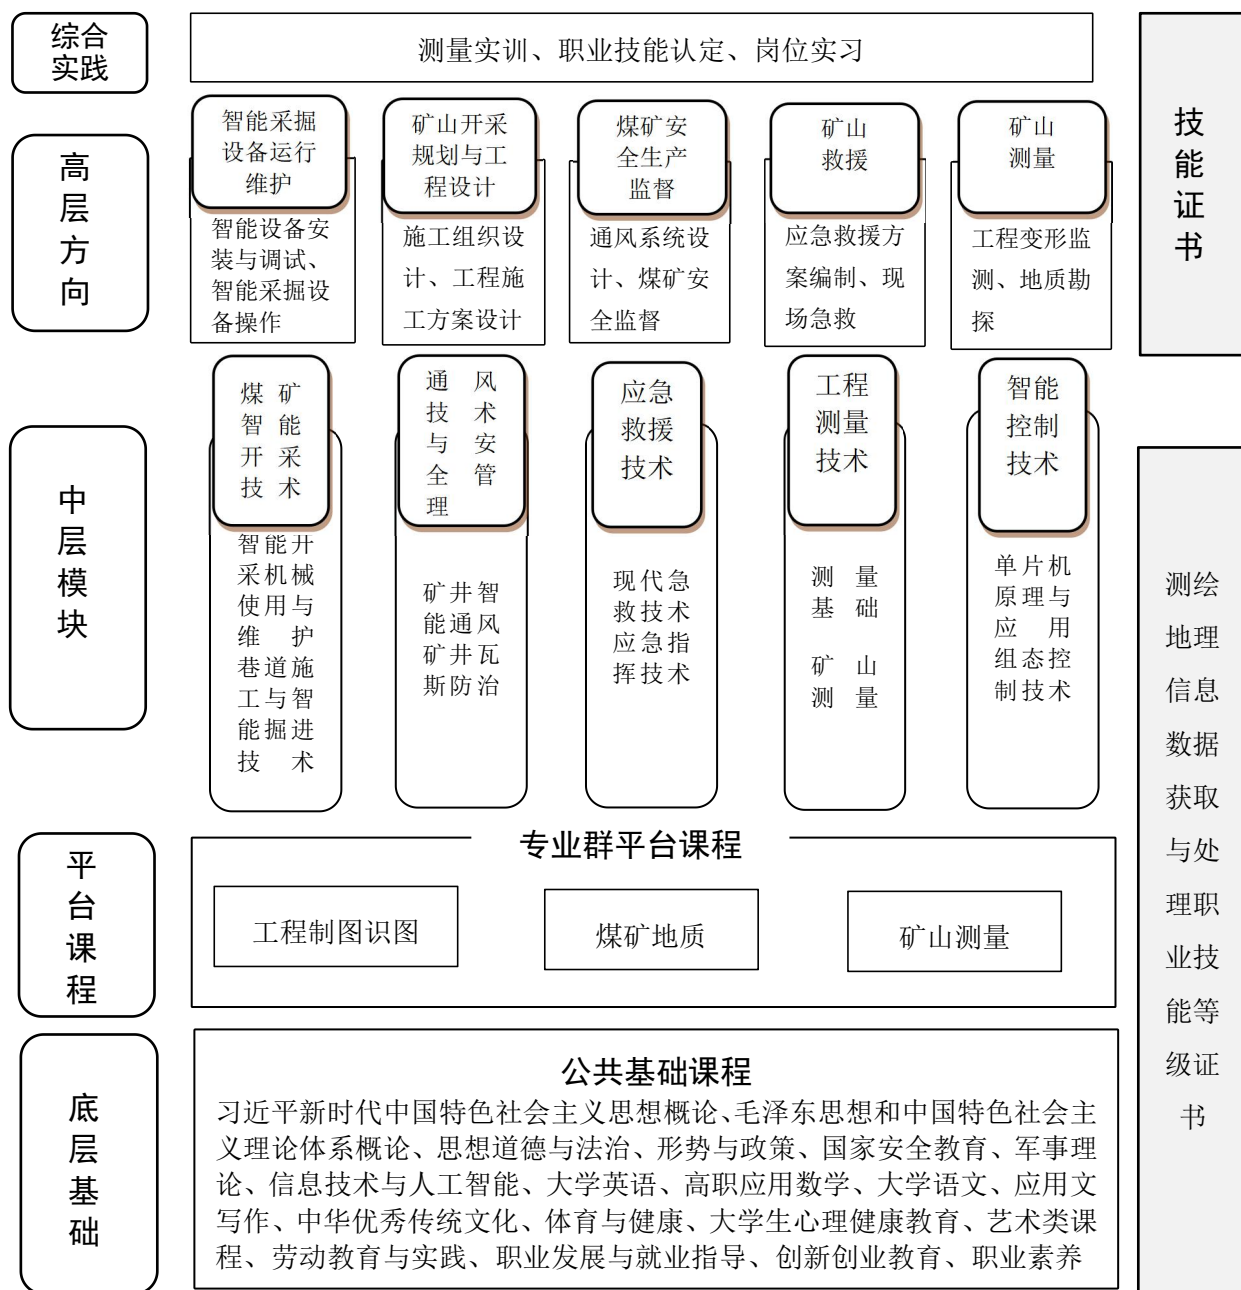 综合
实践
测量实训、职业技能认定、岗位实习
高层方向
智能采掘
设备运行
维护
智能设备安
装与调试、
智能采掘设
备操作
矿山开采
规划与工
程设计
施工组织设
计、工程施
工方案设计
煤矿安
全生产
监督
通风系统设
计、煤矿安
全监督
矿山
救援
应急救援方
案编制、现
场急救
矿山
测量
工程变形监
测、地质勘
探
中层模块
煤矿
智能
开采
技术
智能开
采机械
使用与
维护
巷道施
工与智
能掘进
技术
通风
技术
与安
全管
理
矿井智
能通风
矿井瓦
斯防治
应急
救援
技术
现代急
救技术
应急指
挥技术
工程
测量
技术
测量
基础
矿山
测量
智能
控制
技术
单片机
原理与
应用
组态控
制技术
平台课程
专业群平台课程
工程制图识图
煤矿地质
矿山测量
底层基础
公共基础课程
习近平新时代中国特色社会主义思想概论、毛泽东思想和中国特色社会主
义理论体系概论、思想道德与法治、形势与政策、国家安全教育、军事理
论、信息技术与人工智能、大学英语、高职应用数学、大学语文、应用文
写作、中华优秀传统文化、体育与健康、大学生心理健康教育、艺术类课
程、劳动教育与实践、职业发展与就业指导、创新创业教育、职业素养
技能证书
测绘
地理
信息
数据
获取
与处
理职
业技
能等
级证
书